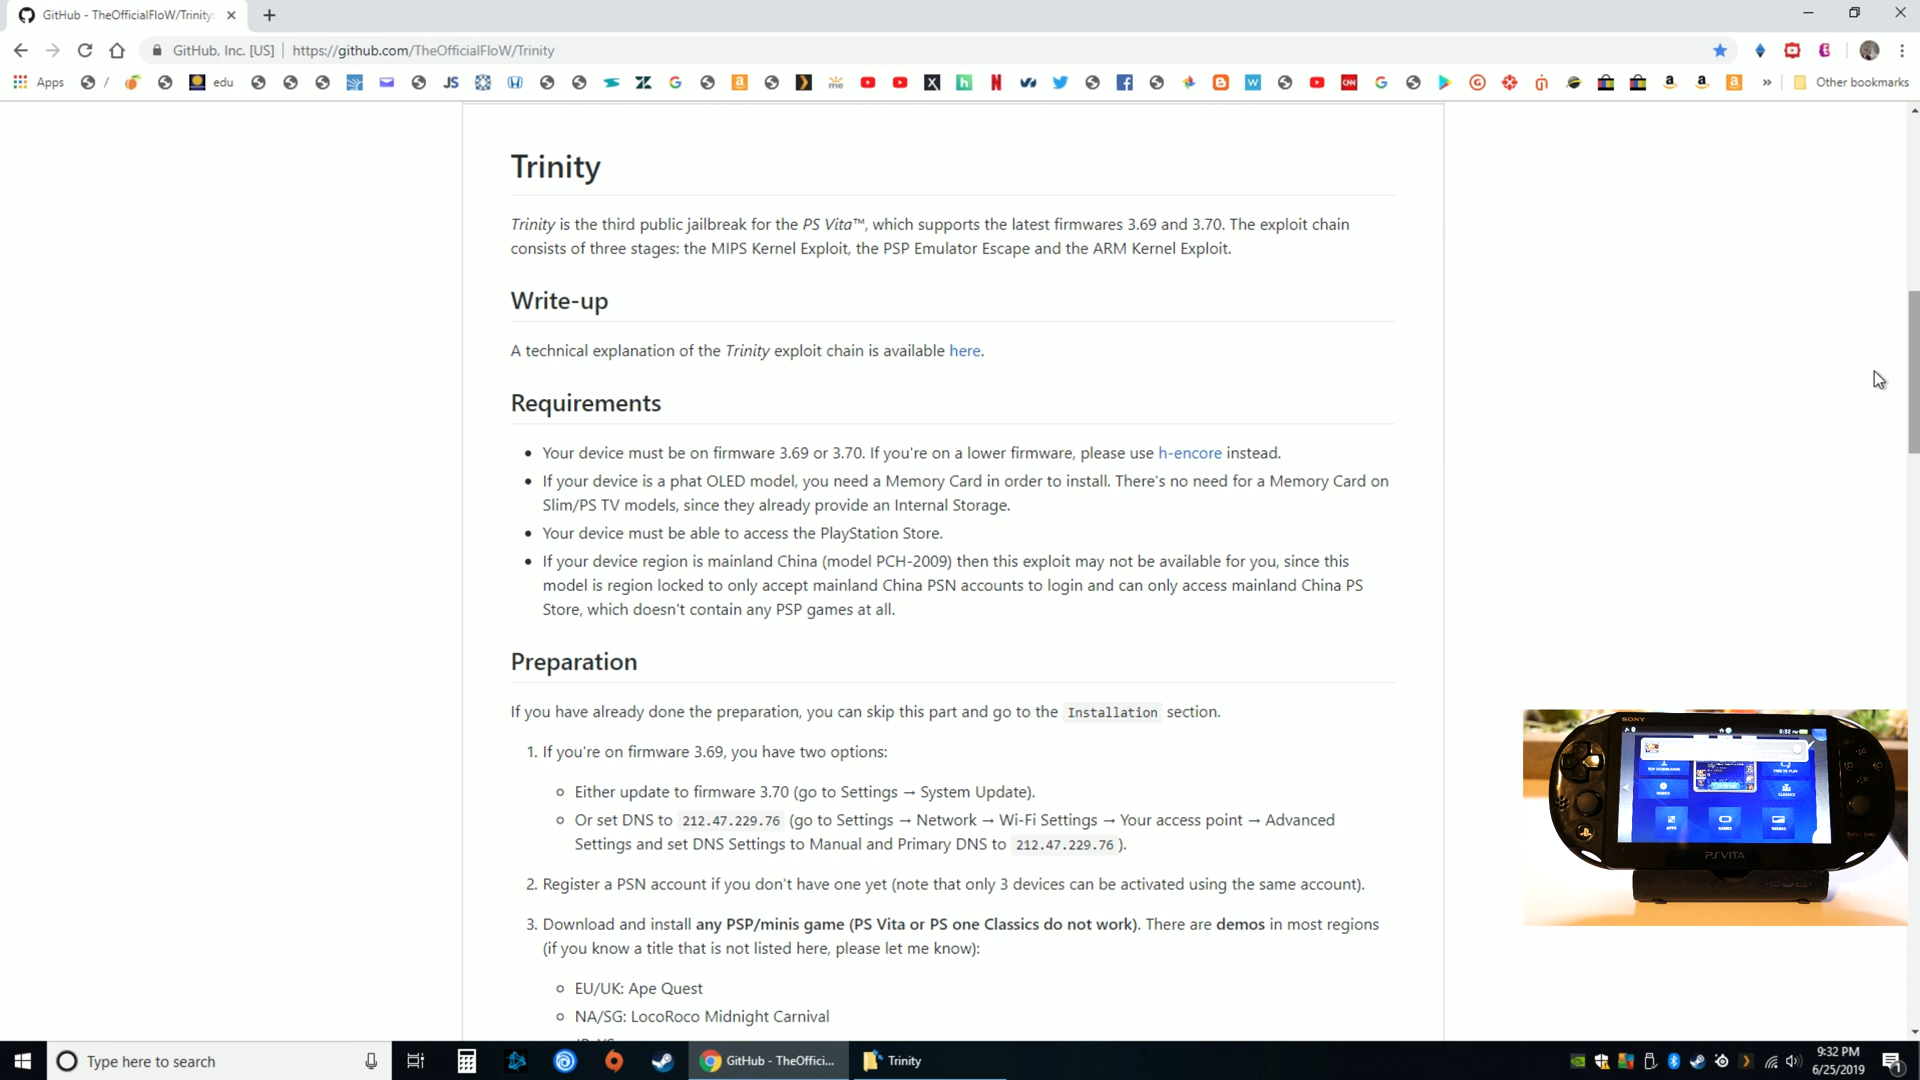 GitHub - TheOfficialFloW/Trinity:
GitHub, Inc. [US] | https://github.com/TheOfficialFloW/Trinity
Apps / edu JS me Other bookmarks
Trinity
Trinity is the third public jailbreak for the PS Vita™, which supports the latest firmwares 3.69 and 3.70. The exploit chain
consists of three stages: the MIPS Kernel Exploit, the PSP Emulator Escape and the ARM Kernel Exploit.
Write-up
A technical explanation of the Trinity exploit chain is available here.
Requirements
Your device must be on firmware 3.69 or 3.70. If you're on a lower firmware, please use h-encore instead.
If your device is a phat OLED model, you need a Memory Card in order to install. There's no need for a Memory Card on
Slim/PS TV models, since they already provide an Internal Storage.
Your device must be able to access the PlayStation Store.
If your device region is mainland China (model PCH-2009) then this exploit may not be available for you, since this
model is region locked to only accept mainland China PSN accounts to login and can only access mainland China PS
Store, which doesn't contain any PSP games at all.
Preparation
If you have already done the preparation, you can skip this part and go to the Installation section.
1. If you're on firmware 3.69, you have two options:
Either update to firmware 3.70 (go to Settings → System Update).
Or set DNS to 212.47.229.76 (go to Settings → Network → Wi-Fi Settings → Your access point → Advanced
Settings and set DNS Settings to Manual and Primary DNS to 212.47.229.76 ).
2. Register a PSN account if you don't have one yet (note that only 3 devices can be activated using the same account).
3. Download and install any PSP/minis game (PS Vita or PS one Classics do not work). There are demos in most regions
(if you know a title that is not listed here, please let me know):
EU/UK: Ape Quest
NA/SG: LocoRoco Midnight Carnival
SONY
9:32 PM
TOP DOWNLOADS
FREE TO PLAY
DEMOS
CLASSICS
Continue
APPS
GAMES
THEMES
PSVITA
Type here to search
GitHub - TheOffici...
Trinity
9:32 PM
6/25/2019
1